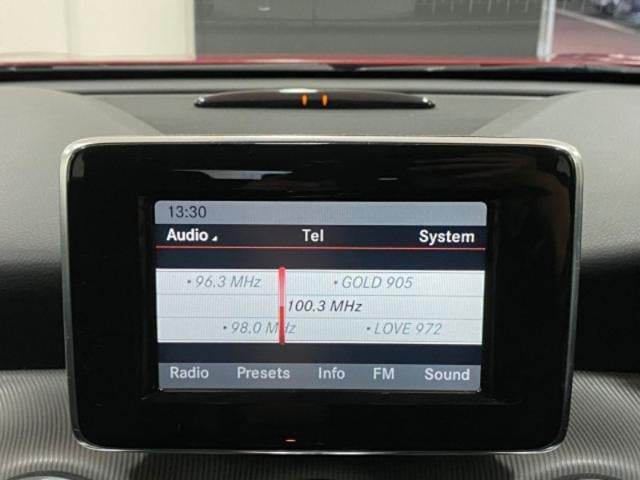 13:30
Audio Tel System
• 96.3 MHz • GOLD 905
100.3 MHz
• 98.0 MHz • LOVE 972
Radio Presets Info FM Sound